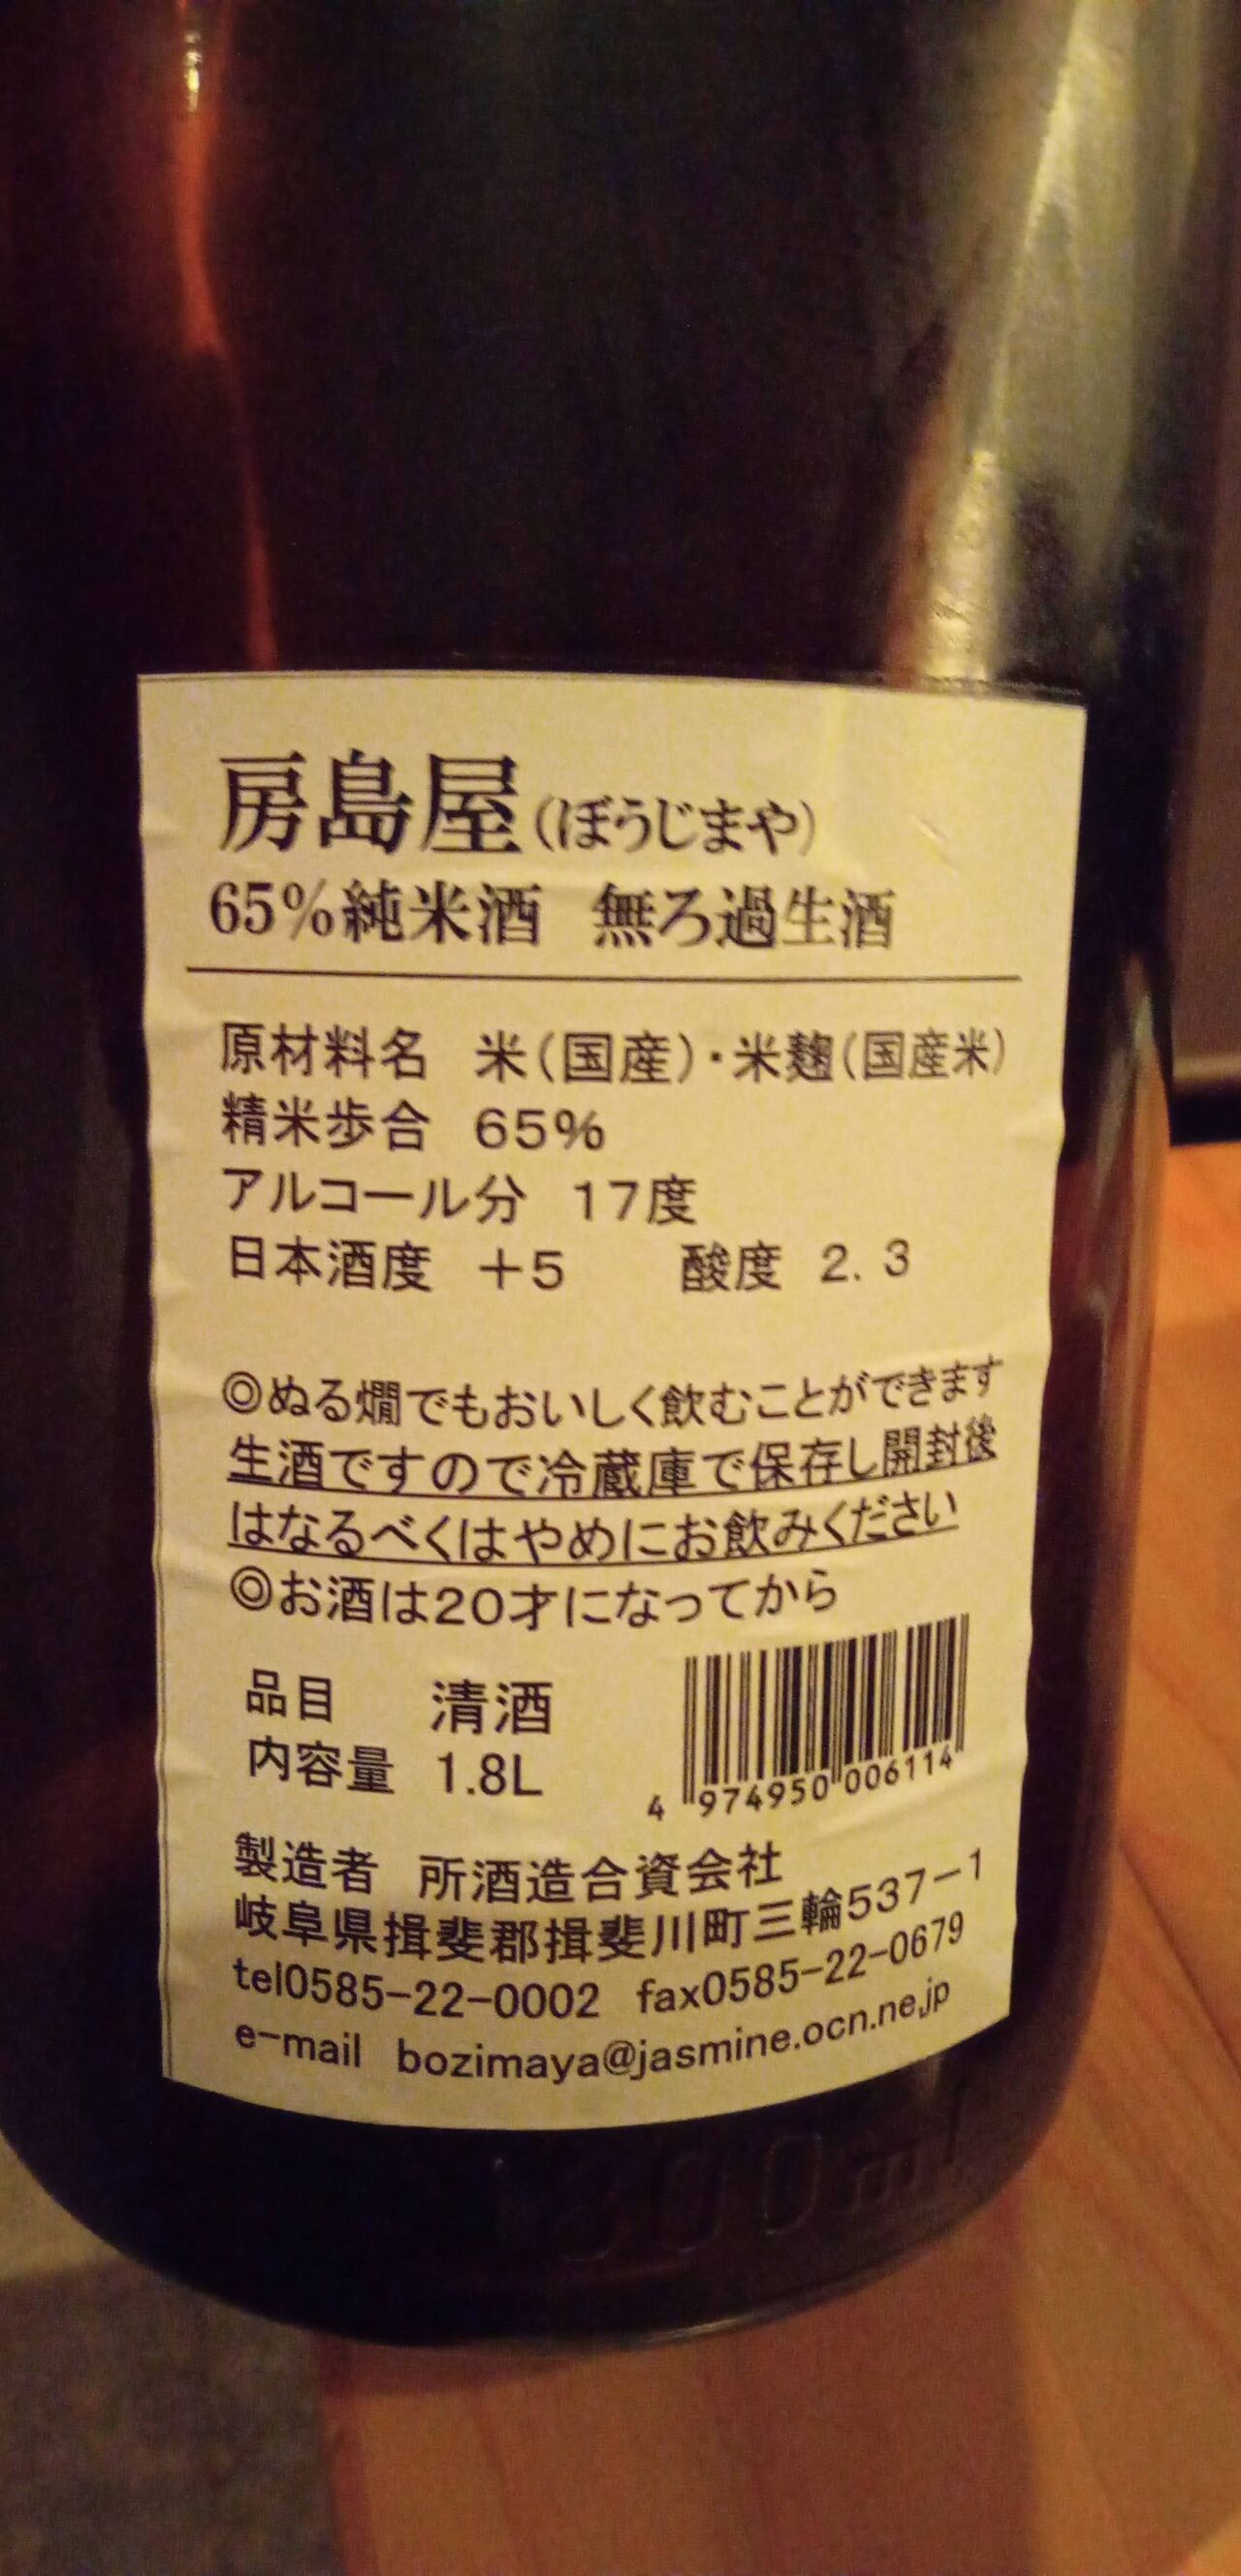 房島屋(ぼうじまや)
65%純米酒 無ろ過生酒
原材料名 米(国産)・米麹(国産米)
精米歩合 65%
アルコール分 17度
日本酒度 +5 酸度 2.3
◎ぬる燗でもおいしく飲むことができます
生酒ですので冷蔵庫で保存し開封後
はなるべくはやめにお飲みください
◎お酒は20才になってから
品目 清酒
内容量 1.8L
4 974950 006114
製造者 所酒造合資会社
岐阜県揖斐郡揖斐川町三輪537-1
tel0585-22-0002 fax0585-22-0679
e-mail bozimaya@jasmine.ocn.ne.jp
1800ml